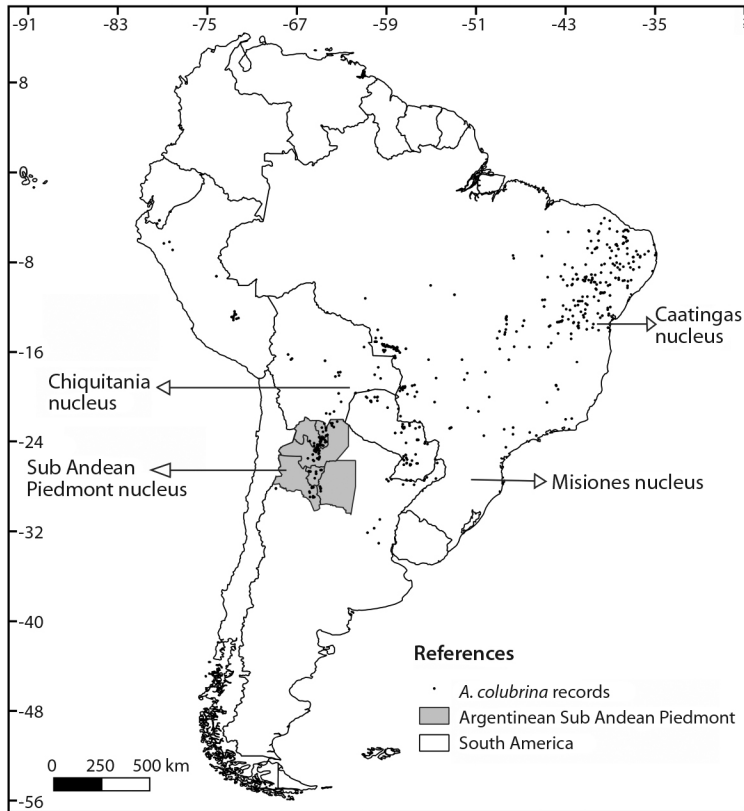 -91 -83 -75 -67 -59 -51 -43 -35
8
0
-8
-16
-24
-32
-40
-48
-56
Caatingas
nucleus
Chiquitania
nucleus
Sub Andean
Piedmont nucleus
Misiones nucleus
References
A. colubrina records
Argentinean Sub Andean Piedmont
South America
0 250 500 km